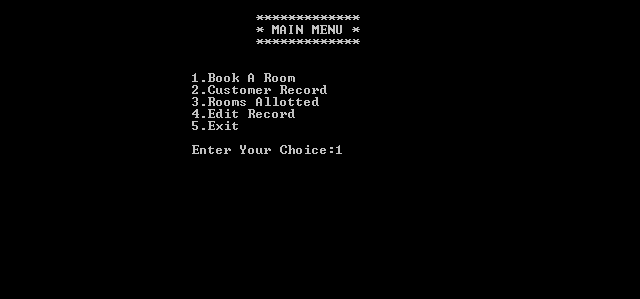 *************
* MAIN MENU *
*************
1.Book A Room
2.Customer Record
3.Rooms Allotted
4.Edit Record
5.Exit
Enter Your Choice:1